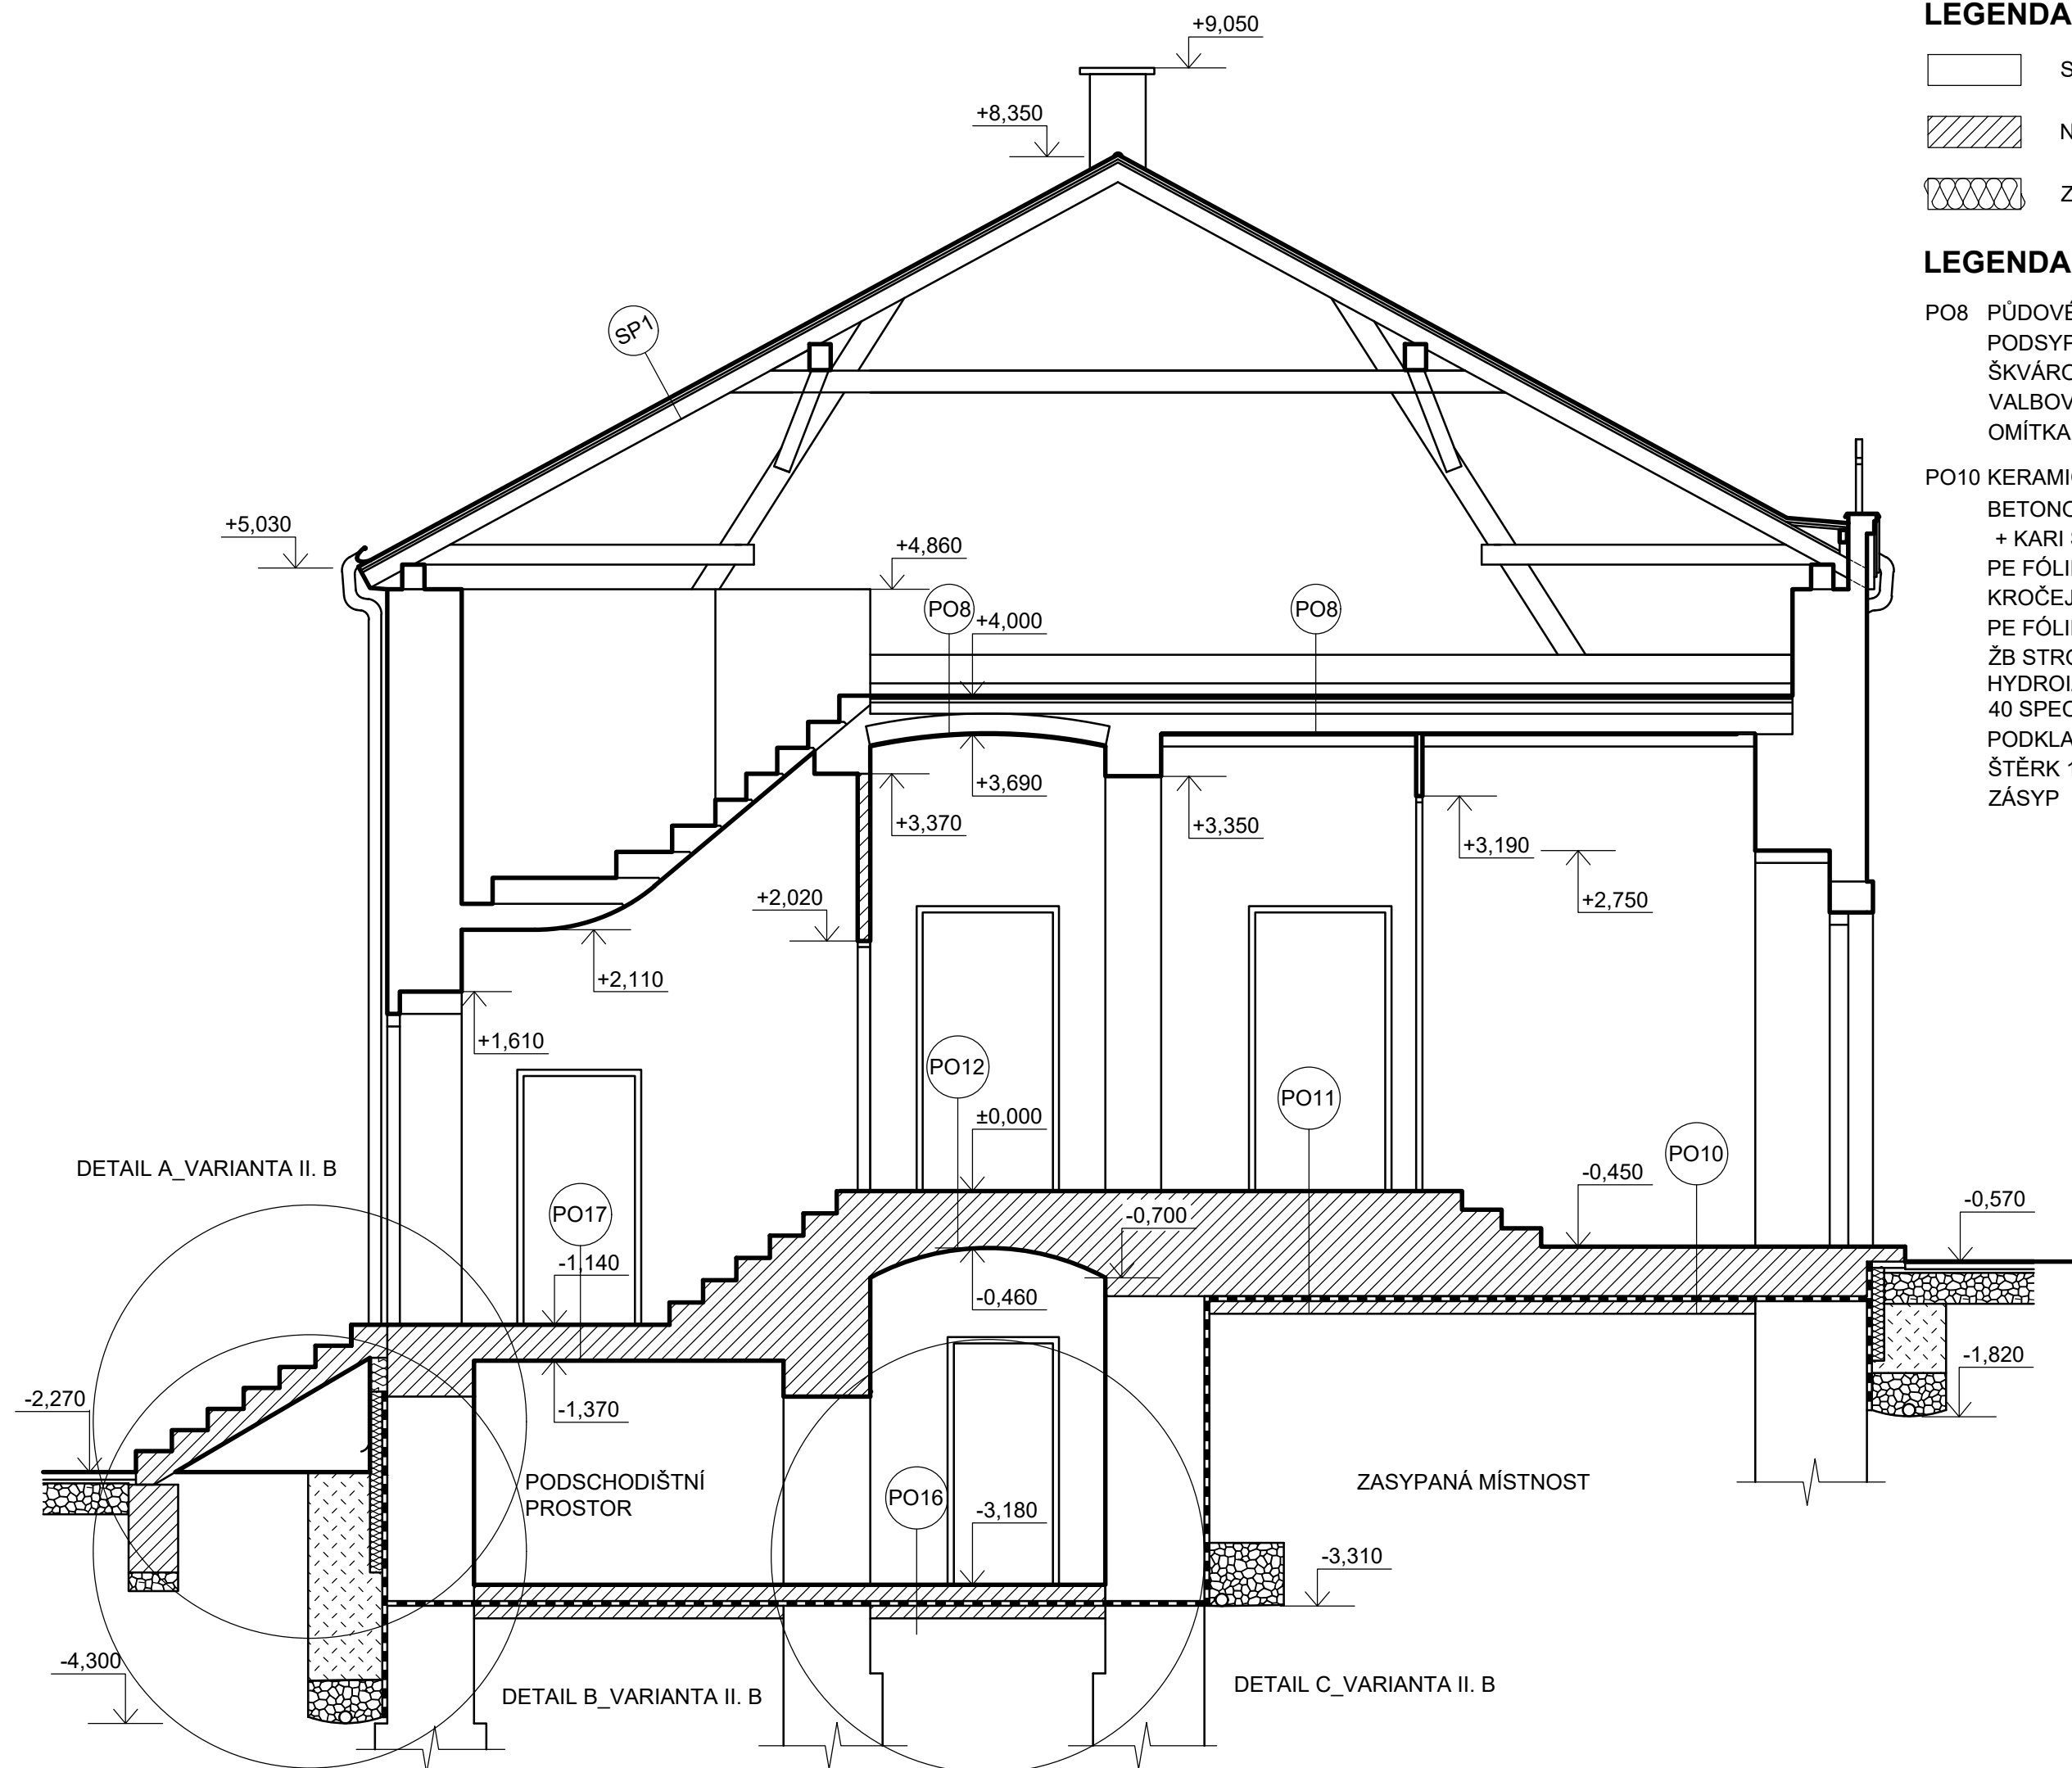 +9,050
+8,350
SP1
+5,030
+4,860
PO8
PO8
+4,000
+3,690
+3,370
+3,350
+3,190
+2,750
+2,020
+2,110
+1,610
PO12
PO11
±0,000
PO10
DETAIL A_VARIANTA II. B
PO17
-0,450
-0,570
-0,700
-1,140
-0,460
-1,820
-2,270
-1,370
PODSCHODIŠTNÍ
PROSTOR
PO16
ZASYPANÁ MÍSTNOST
-3,180
-3,310
-4,300
DETAIL B_VARIANTA II. B
DETAIL C_VARIANTA II. B
LEGENDA
S
N
Z
LEGENDA
PO8 PŮDOVÉ
PODSYP
ŠKVÁRO
VALBOV
OMÍTKA
PO10 KERAMI
BETONO
+ KARI
PE FÓLI
KROČEJ
PE FÓLI
ŽB STRO
HYDROI
40 SPEC
PODKLA
ŠTĚRK 1
ZÁSYP